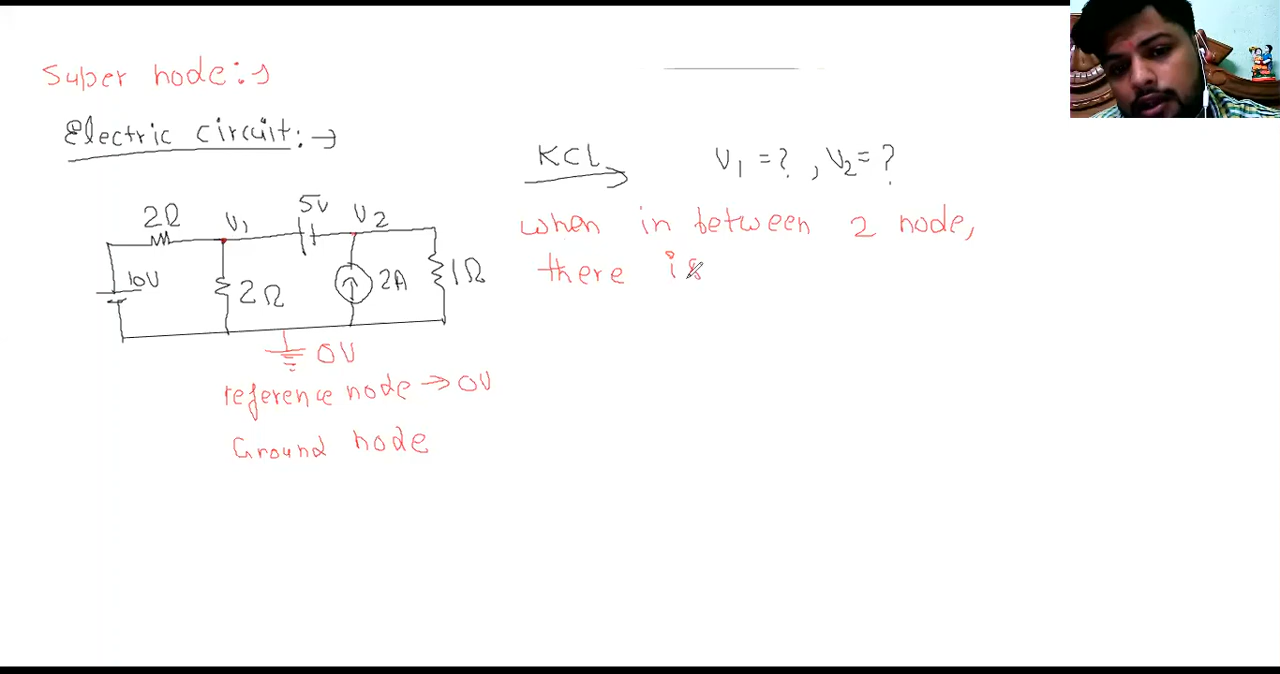 Super node:→
Electric circuit:→
KCL
V1 = ? , V2 = ?
when in between 2 node,
there is
2Ω
V1
5V
V2
10V
2Ω
2A
1Ω
0V
reference node → 0V
Ground node